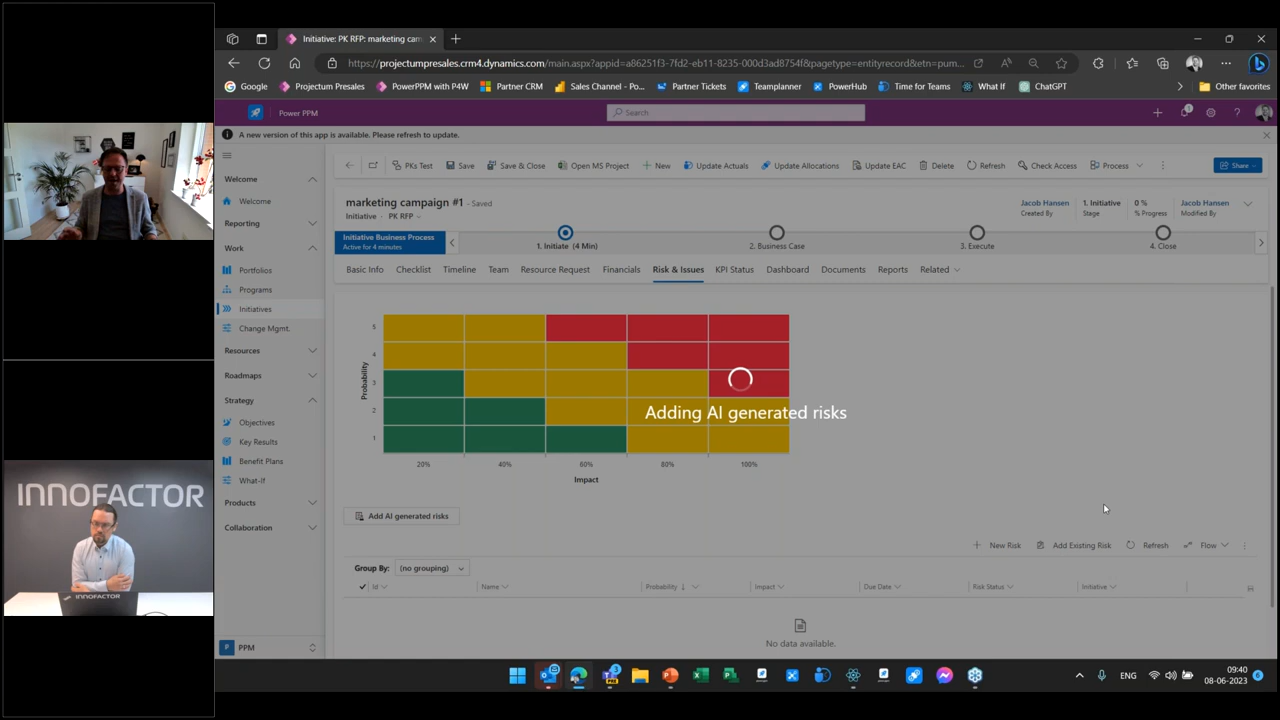 Initiative: PK RFP: marketing cam
https://projectumpresales.crm4.dynamics.com/main.aspx?appid=a86251f3-7fd2-eb11-8235-000d3ad8754f&pagetype=entityrecord&etn=pum...
Google
Projectum Presales
PowerPPM with P4W
Partner CRM
Sales Channel - Po...
Partner Tickets
Teamplanner
PowerHub
Time for Teams
What If
ChatGPT
Other favorites
Power PPM
Search
A new version of this app is available. Please refresh to update.
PKs Test
Save
Save & Close
Open MS Project
New
Update Actuals
Update Allocations
Update EAC
Delete
Refresh
Check Access
Process
Share
Welcome
Welcome
Reporting
Work
Portfolios
Programs
Initiatives
Change Mgmt.
Resources
Roadmaps
Strategy
Objectives
Key Results
Benefit Plans
What-If
Products
Collaboration
P PPM
marketing campaign #1 - Saved
Initiative · PK RFP
Jacob Hansen
Created By
1. Initiative
Stage
0 %
% Progress
Jacob Hansen
Modified By
Initiative Business Process
Active for 4 minutes
1. Initiate (4 Min)
2. Business Case
3. Execute
4. Close
Basic Info
Checklist
Timeline
Team
Resource Request
Financials
Risk & Issues
KPI Status
Dashboard
Documents
Reports
Related
Probability
5
4
3
2
1
20%
40%
60%
80%
100%
Impact
Adding AI generated risks
Add AI generated risks
New Risk
Add Existing Risk
Refresh
Flow
Group By:
(no grouping)
Id
Name
Probability
Impact
Due Date
Risk Status
Initiative
No data available.
INNOFACTOR
INNOFACTOR
ENG
09:40
08-06-2023
6